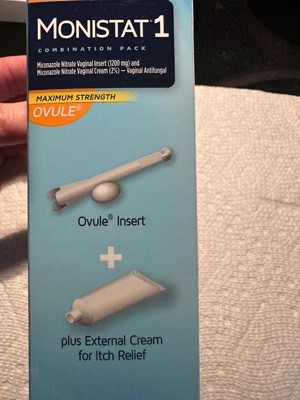 MONISTAT® 1
COMBINATION PACK
Miconazole Nitrate Vaginal Insert (1200 mg) and
Miconazole Nitrate Vaginal Cream (2%) — Vaginal Antifungal
MAXIMUM STRENGTH
OVULE®
Ovule® Insert
+
plus External Cream
for Itch Relief